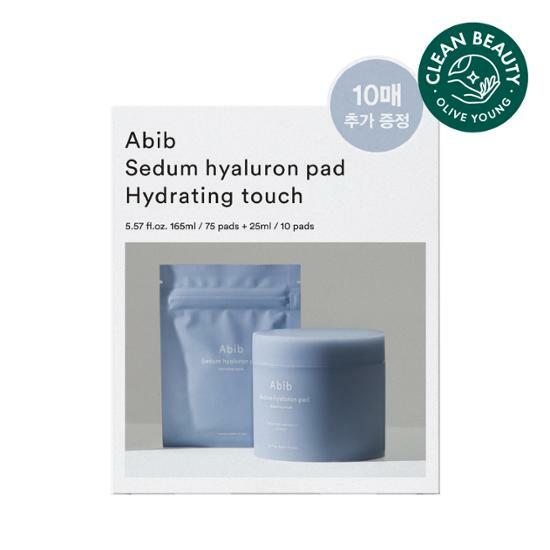 CLEAN BEAUTY
· OLIVE YOUNG ·
10매
추가 증정
Abib
Sedum hyaluron pad
Hydrating touch
5.57 fl.oz. 165ml / 75 pads + 25ml / 10 pads
Abib
Sedum hyaluron p
Abib
Sedum hyaluron pad